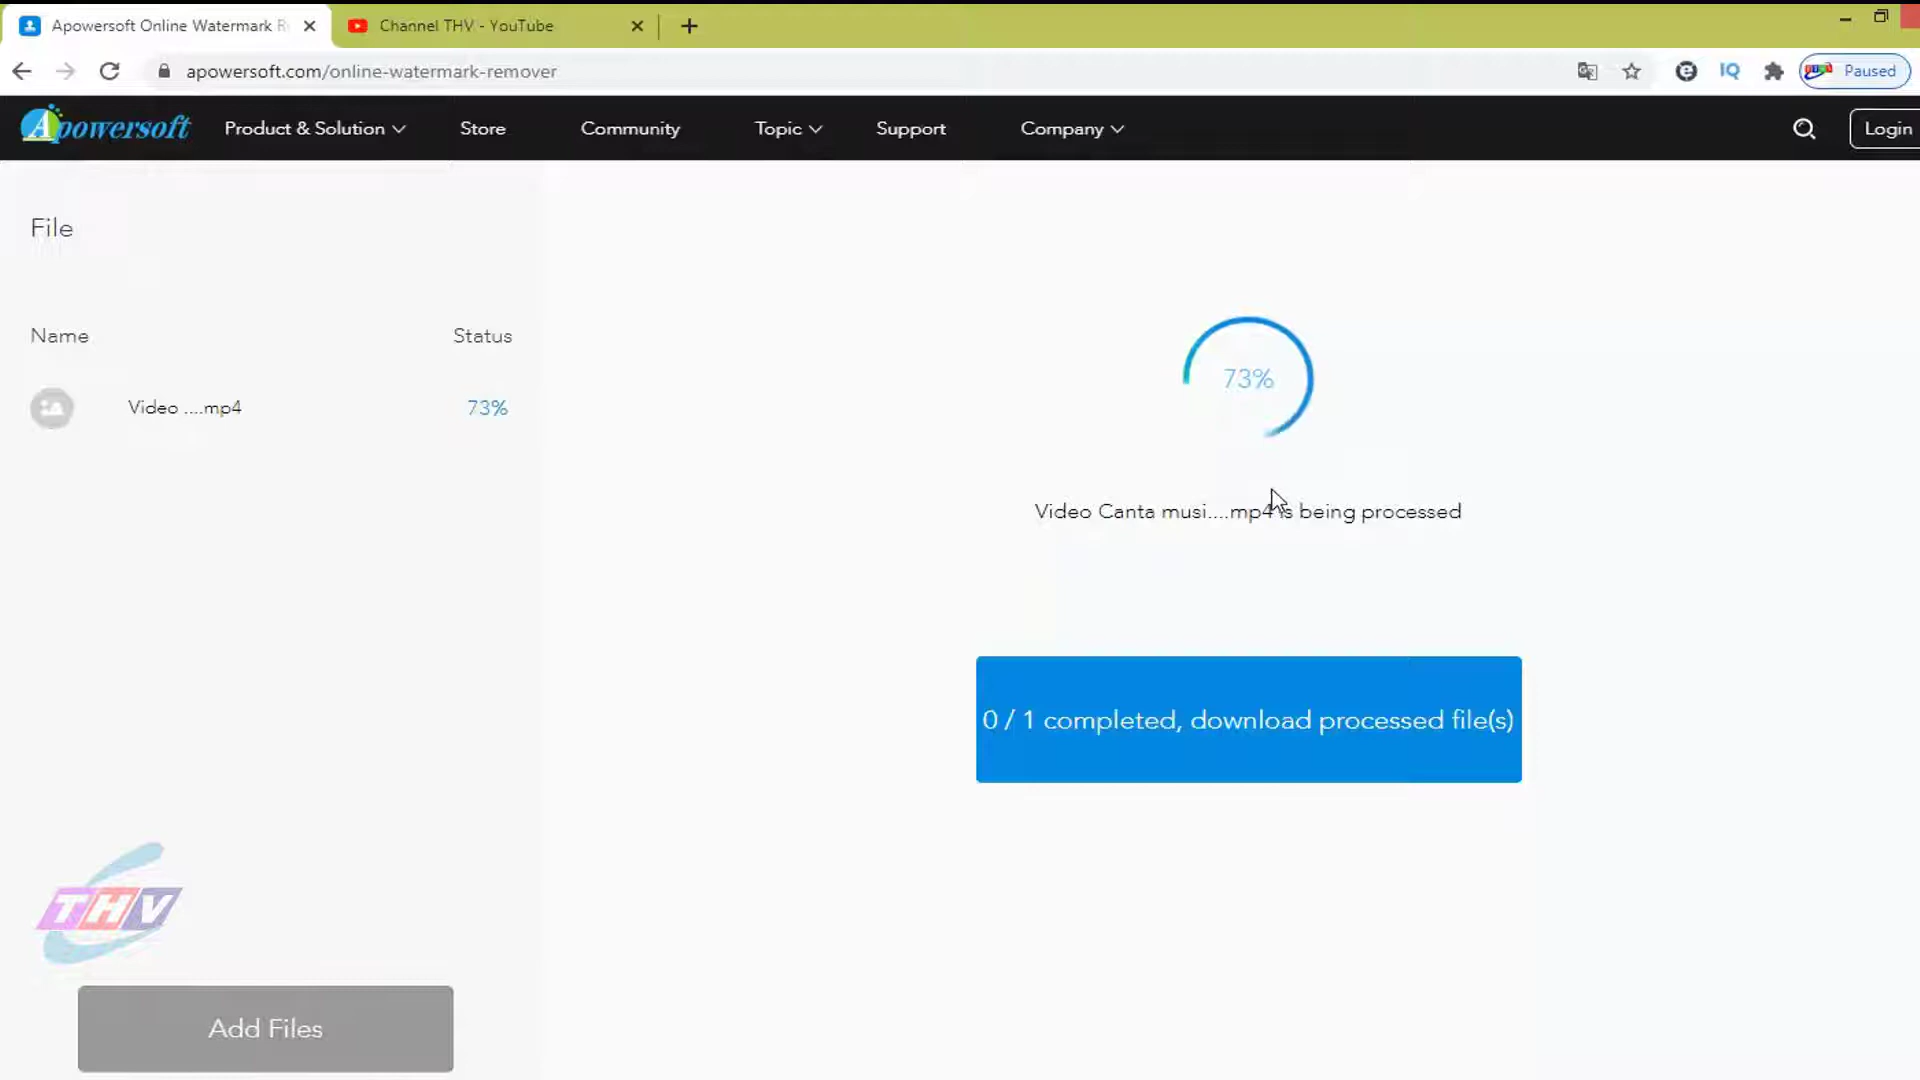 Apowersoft Online Watermark R
Channel THV - YouTube
apowersoft.com/online-watermark-remover
IQ
Paused
Apowersoft
Product & Solution
Store
Community
Topic
Support
Company
Login
File
Name
Status
Video ....mp4
73%
73%
Video Canta musi....mp4 is being processed
0 / 1 completed, download processed file(s)
THV
Add Files